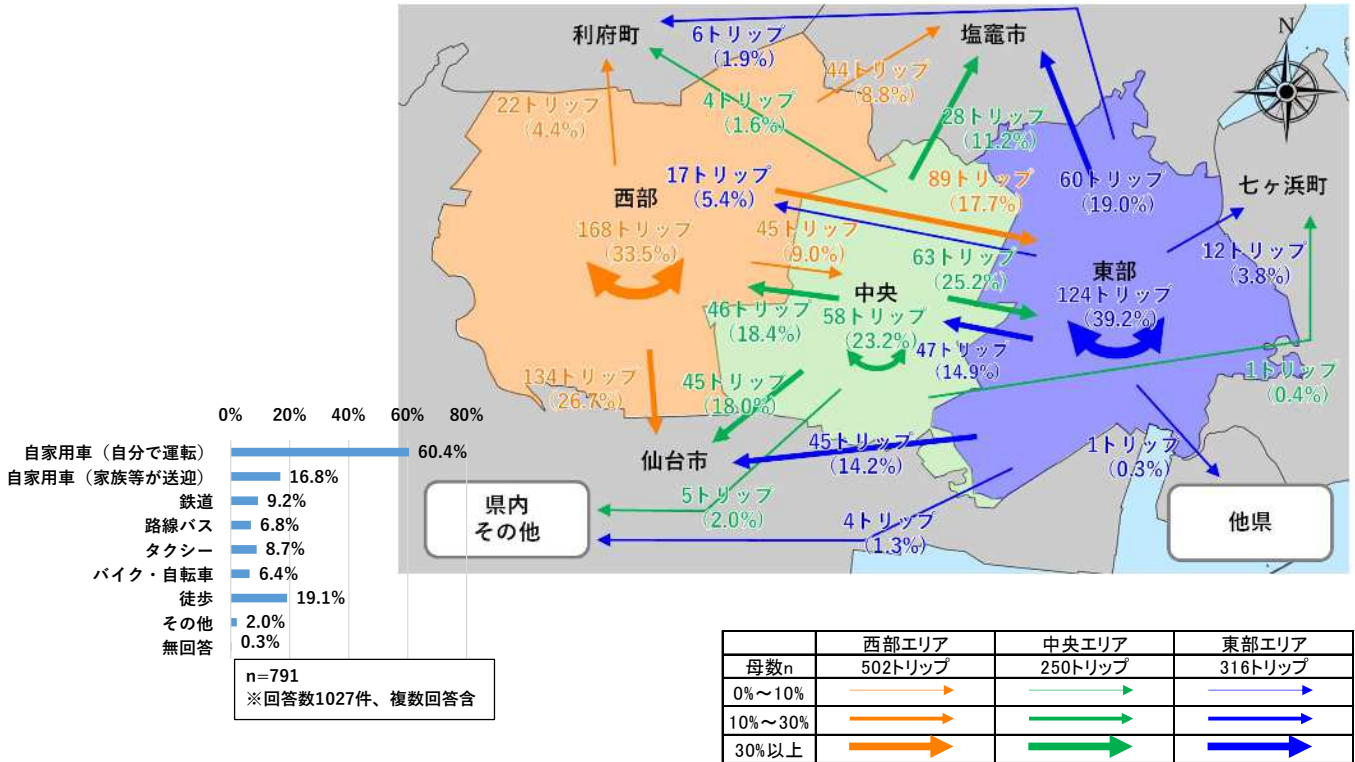 利府町
6トリップ
(1.9%)
塩竈市
N
44トリップ
(8.8%)
22トリップ
(4.4%)
4トリップ
(1.6%)
28トリップ
(11.2%)
西部
17トリップ
(5.4%)
89トリップ
(17.7%)
60トリップ
(19.0%)
七ヶ浜町
168トリップ
(33.5%)
45トリップ
(9.0%)
63トリップ
(25.2%)
12トリップ
(3.8%)
東部
124トリップ
(39.2%)
中央
58トリップ
(23.2%)
46トリップ
(18.4%)
47トリップ
(14.9%)
134トリップ
(26.7%)
45トリップ
(18.0%)
1トリップ
(0.4%)
仙台市
45トリップ
(14.2%)
1トリップ
(0.3%)
県内
その他
5トリップ
(2.0%)
4トリップ
(1.3%)
他県
0% 20% 40% 60% 80%
自家用車（自分で運転） 60.4%
自家用車（家族等が送迎） 16.8%
鉄道 9.2%
路線バス 6.8%
タクシー 8.7%
バイク・自転車 6.4%
徒歩 19.1%
その他 2.0%
無回答 0.3%
n=791
※回答数1027件、複数回答含
西部エリア 中央エリア 東部エリア
母数n 502トリップ 250トリップ 316トリップ
0%～10%
10%～30%
30%以上